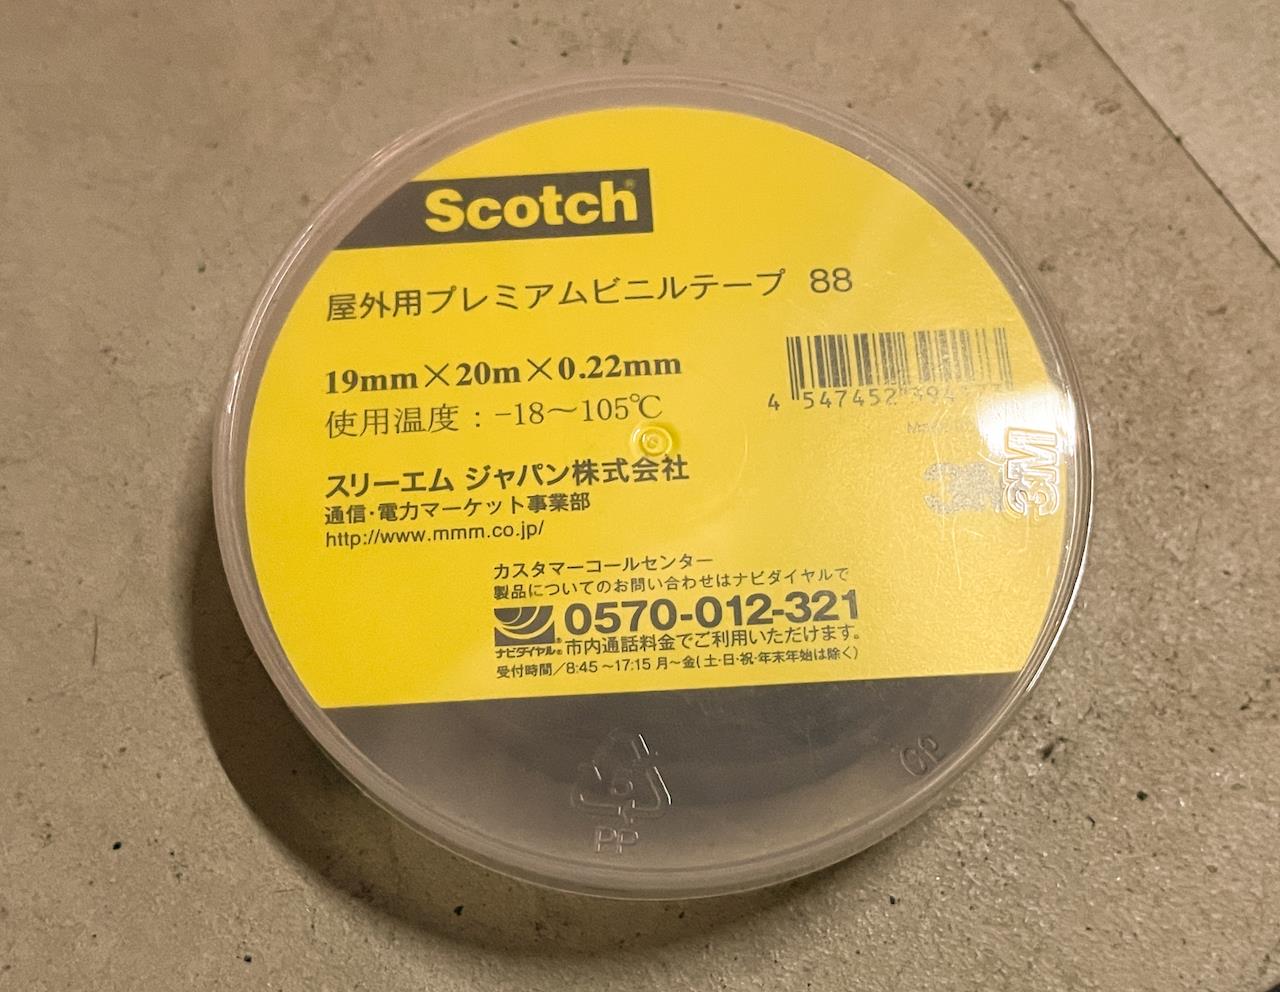 Scotch®
屋外用プレミアムビニルテープ 88
19mm×20m×0.22mm
使用温度：-18～105℃
4 547452
スリーエム ジャパン株式会社
通信・電力マーケット事業部
http://www.mmm.co.jp/
3M
カスタマーコールセンター
製品についてのお問い合わせはナビダイヤルで
0570-012-321
ナビダイヤル® 市内通話料金でご利用いただけます。
受付時間／8:45～17:15 月～金(土・日・祝・年末年始は除く)
PP